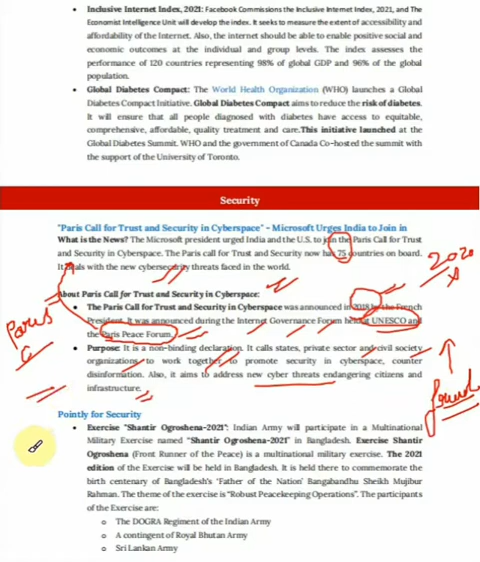 • Inclusive Internet Index, 2021: Facebook Commissions the Inclusive Internet Index, 2021, and The
Economist Intelligence Unit will develop the index. It seeks to measure the extent of accessibility and
affordability of the Internet. Also, the internet should be able to enable positive social and
economic outcomes at the individual and group levels. The index assesses the
performance of 120 countries representing 98% of global GDP and 96% of the global
population.
• Global Diabetes Compact: The World Health Organization (WHO) launches a Global
Diabetes Compact Initiative. Global Diabetes Compact aims to reduce the risk of diabetes.
It will ensure that all people diagnosed with diabetes have access to equitable,
comprehensive, affordable, quality treatment and care.This initiative launched at the
Global Diabetes Summit. WHO and the government of Canada Co-hosted the summit with
the support of the University of Toronto.
Security
"Paris Call for Trust and Security in Cyberspace" - Microsoft Urges India to Join in
What is the News? The Microsoft president urged India and the U.S. to join the Paris Call for Trust
and Security in Cyberspace. The Paris call for Trust and Security now has 75 countries on board.
It deals with the new cybersecurity threats faced in the world.
2020
About Paris Call for Trust and Security in Cyberspace:
• The Paris Call for Trust and Security in Cyberspace was announced in 2018 by the French
President. It was announced during the Internet Governance Forum held at UNESCO and
the Paris Peace Forum.
Paris
• Purpose: It is a non-binding declaration. It calls states, private sector and civil society
organizations to work together to promote security in cyberspace, counter
disinformation. Also, it aims to address new cyber threats endangering citizens and
infrastructure.
Pointly for Security
• Exercise "Shantir Ogroshena-2021": Indian Army will participate in a Multinational
Military Exercise named "Shantir Ogroshena-2021" in Bangladesh. Exercise Shantir
Ogroshena (Front Runner of the Peace) is a multinational military exercise. The 2021
edition of the Exercise will be held in Bangladesh. It is held there to commemorate the
birth centenary of Bangladesh's 'Father of the Nation' Bangabandhu Sheikh Mujibur
Rahman. The theme of the exercise is "Robust Peacekeeping Operations". The participants
of the Exercise are:
o The DOGRA Regiment of the Indian Army
o A contingent of Royal Bhutan Army
o Sri Lankan Army